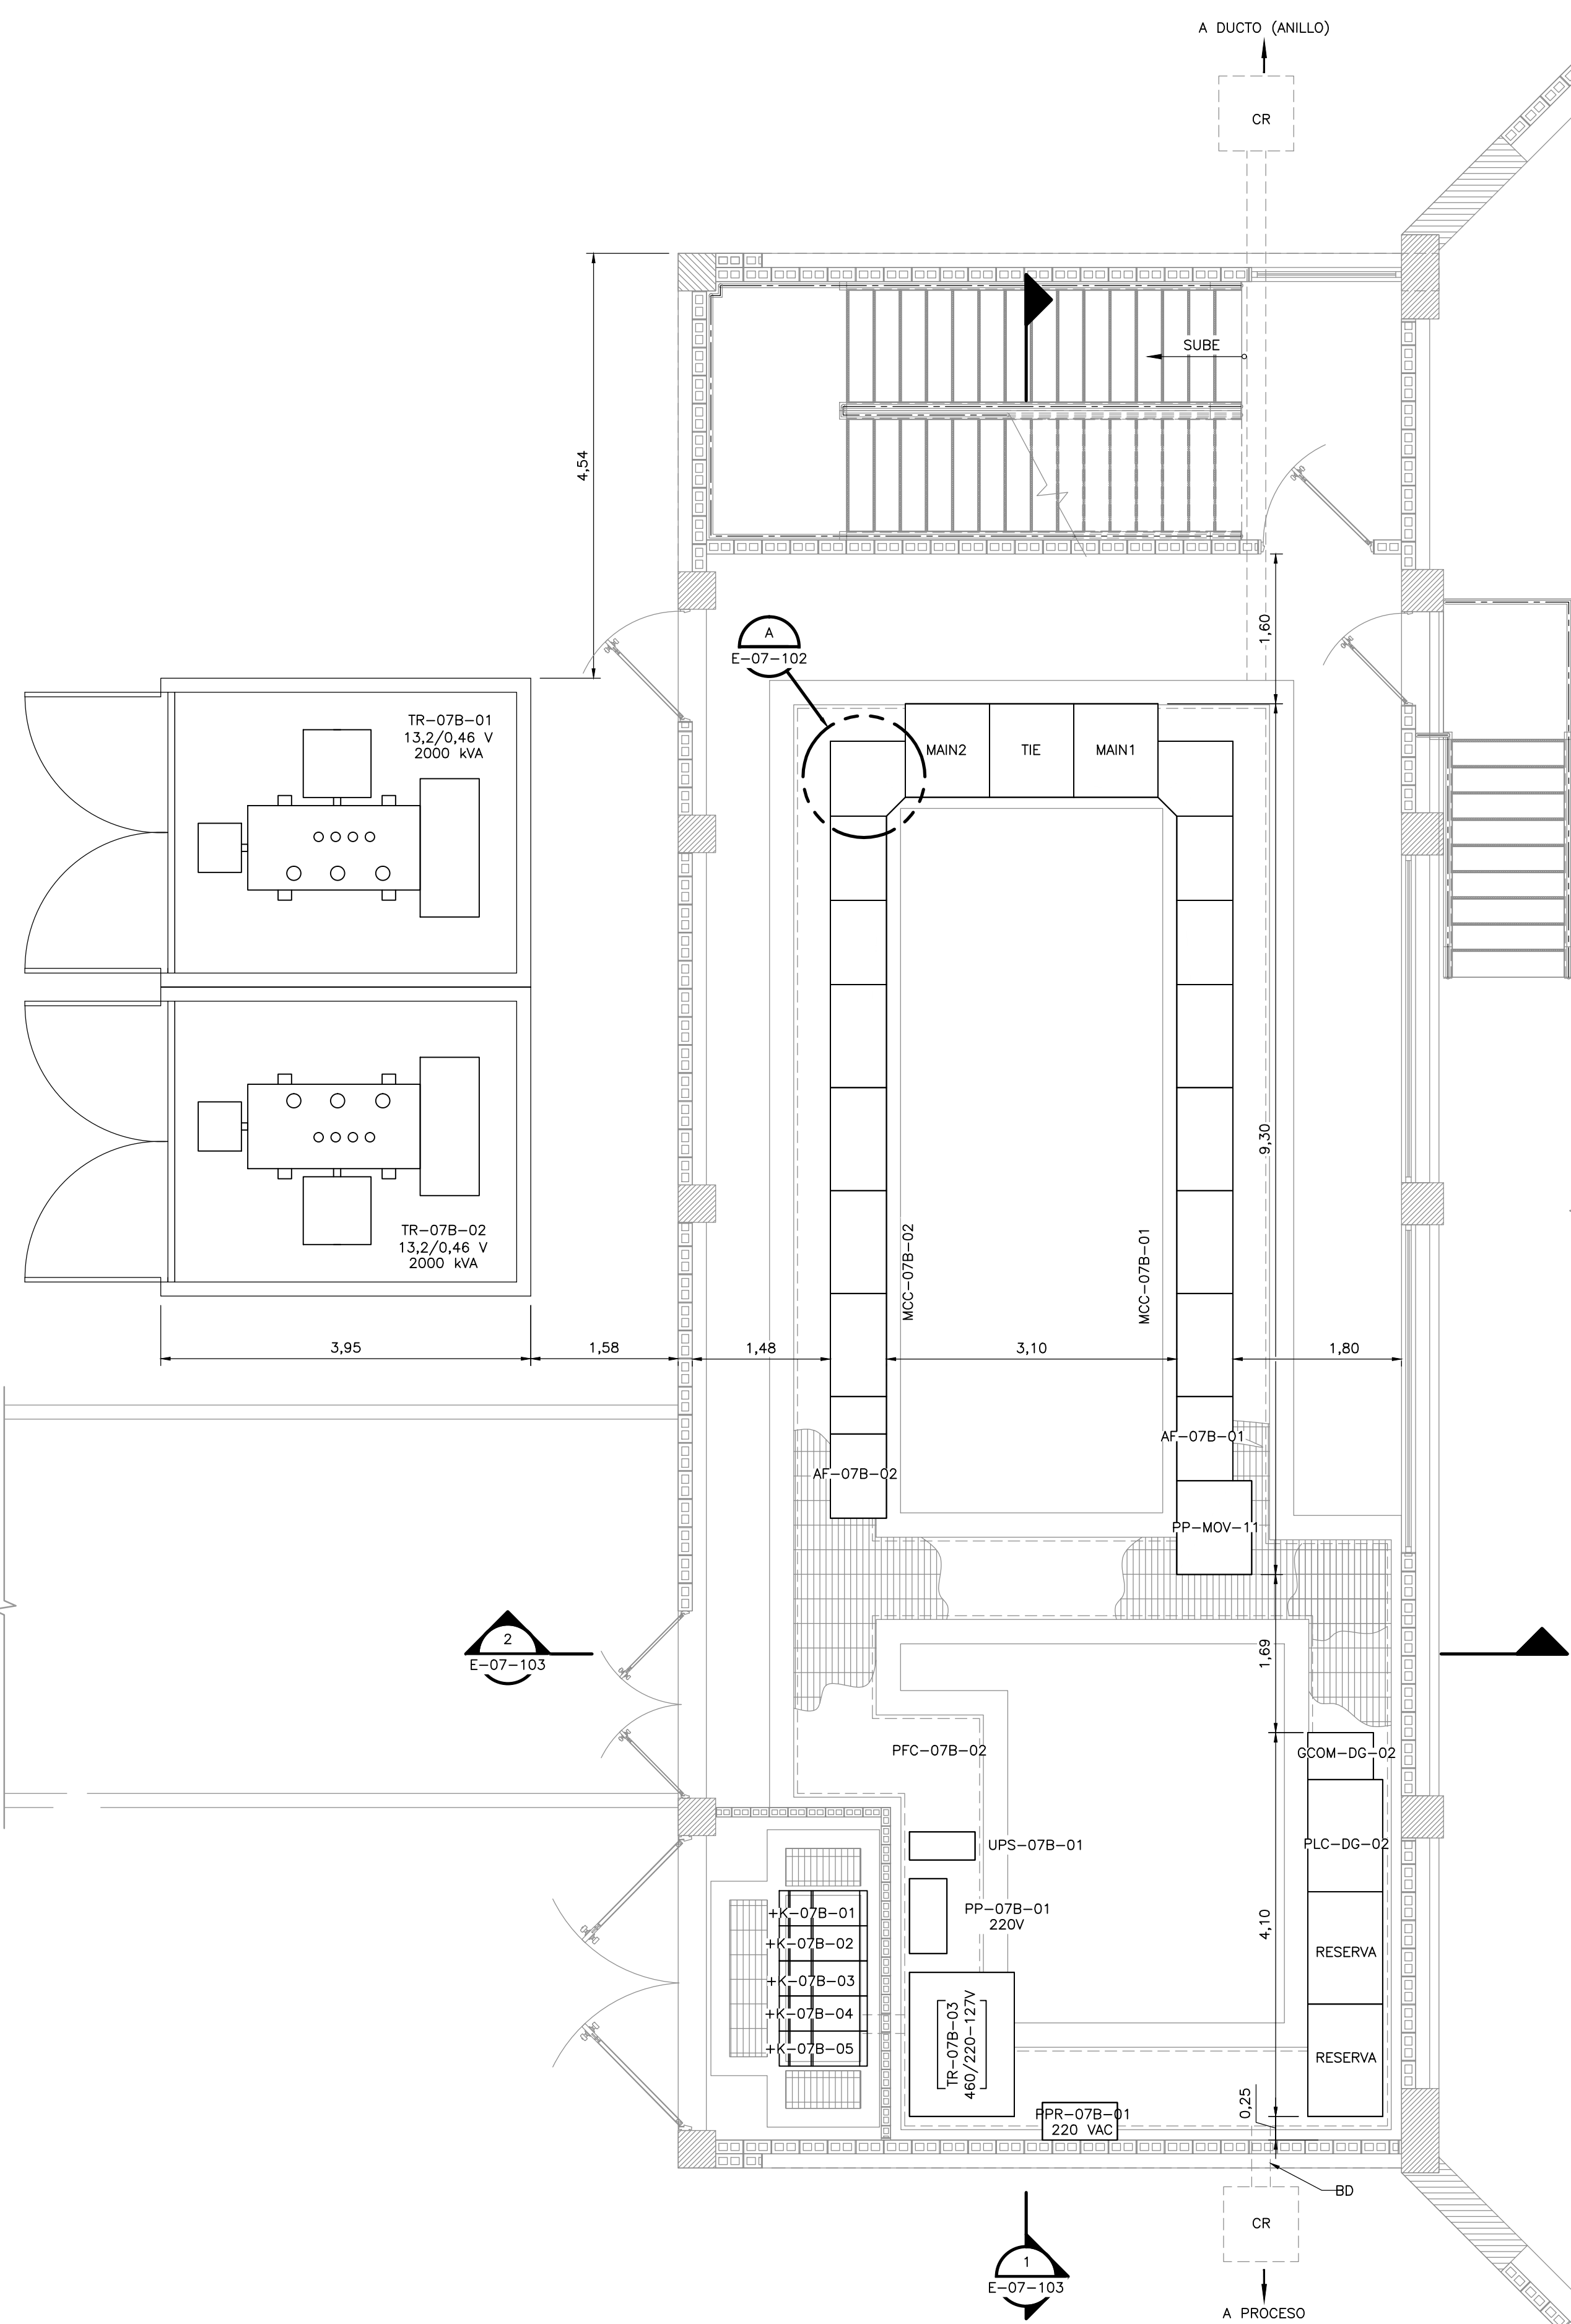 A DUCTO (ANILLO)
CR
SUBE
4,54
1,60
A
E-07-102
TR-07B-01
13,2/0,46 V
2000 kVA
MAIN2
TIE
MAIN1
9,30
TR-07B-02
13,2/0,46 V
2000 kVA
MCC-07B-02
MCC-07B-01
3,95
1,58
1,48
3,10
1,80
AF-07B-01
AF-07B-02
PP-MOV-11
2
E-07-103
1,69
PFC-07B-02
GCOM-DG-02
UPS-07B-01
PLC-DG-02
+K-07B-01
PP-07B-01
220V
4,10
+K-07B-02
RESERVA
+K-07B-03
+K-07B-04
TR-07B-03
460/220-127V
+K-07B-05
RESERVA
0,25
PPR-07B-01
220 VAC
BD
CR
1
E-07-103
A PROCESO